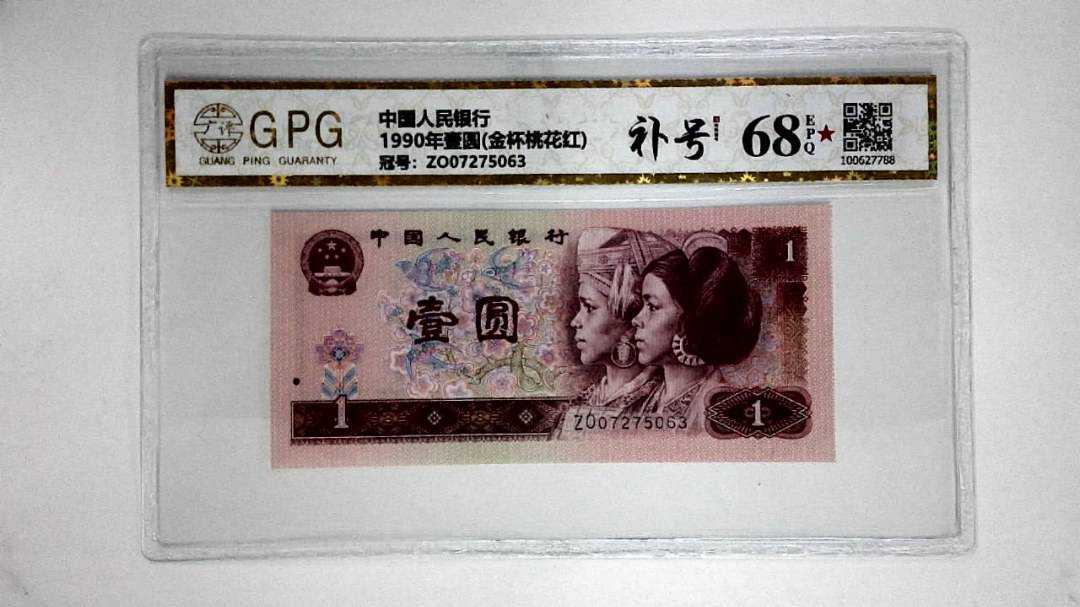 GPG
GUANG PING GUARANTY
中國人民銀行
1990年壹圆(金杯桃花红)
冠号：ZO07275063
补号
68
EPQ
100627788
中国人民银行
壹圆
1
1
1
ZO07275063